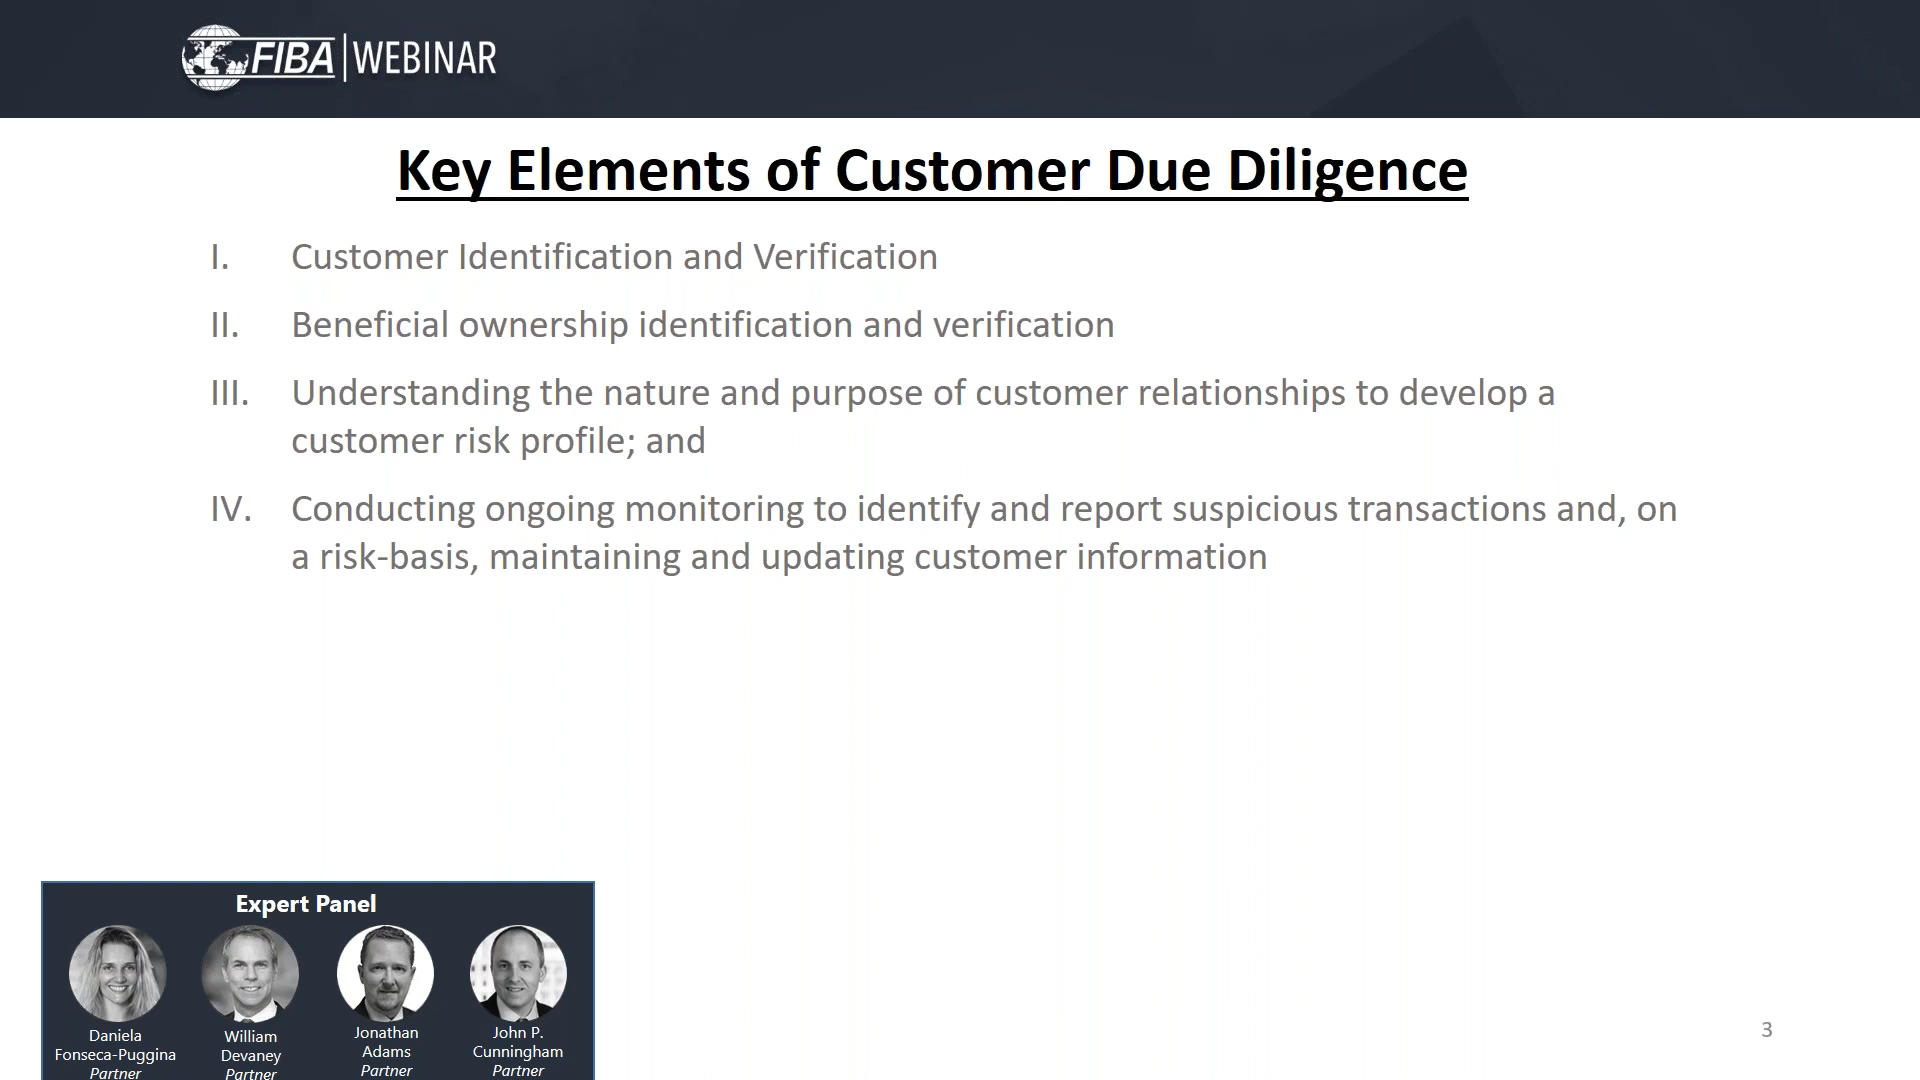 FIBA | WEBINAR
Key Elements of Customer Due Diligence
I. Customer Identification and Verification
II. Beneficial ownership identification and verification
III. Understanding the nature and purpose of customer relationships to develop a
customer risk profile; and
IV. Conducting ongoing monitoring to identify and report suspicious transactions and, on
a risk-basis, maintaining and updating customer information
Expert Panel
Daniela
Fonseca-Puggina
Partner
William
Devaney
Partner
Jonathan
Adams
Partner
John P.
Cunningham
Partner
3